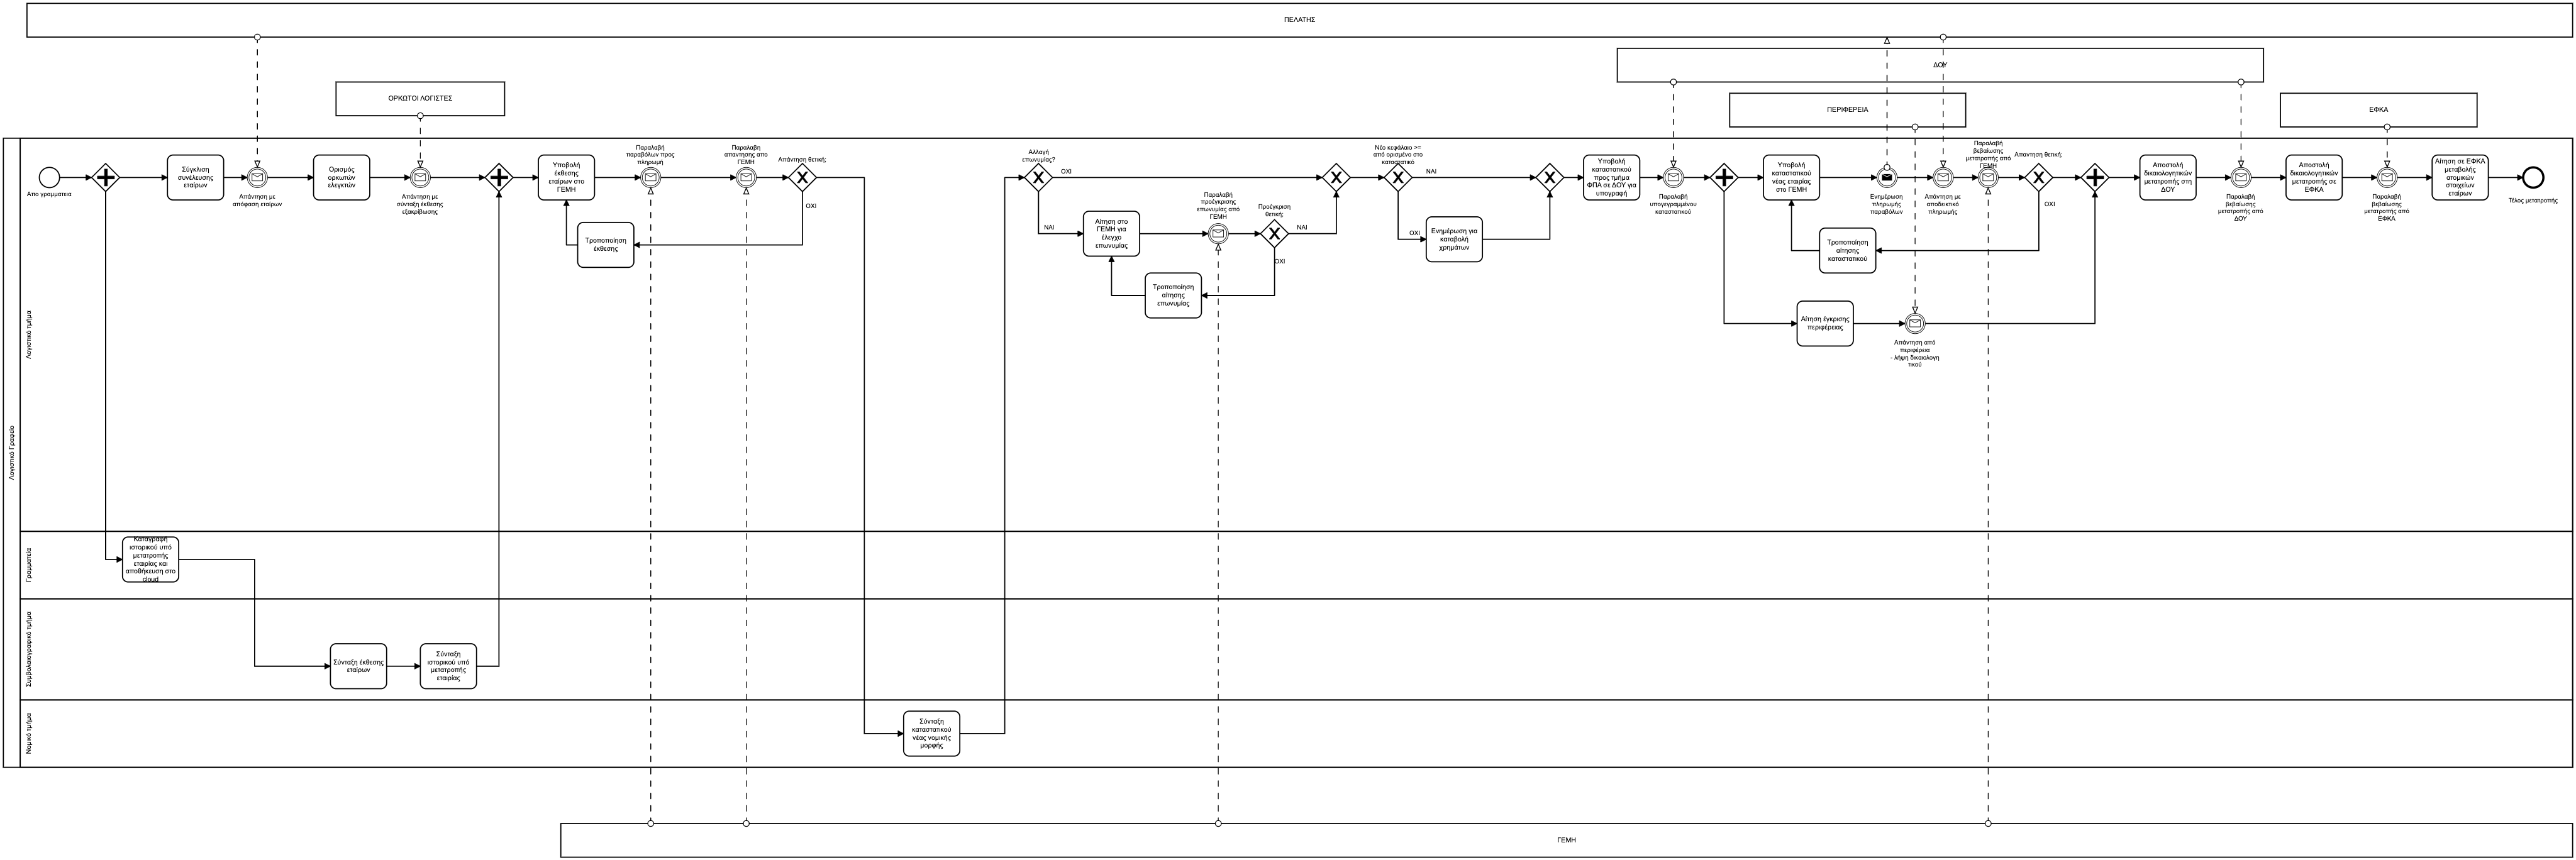 ΠΕΛΑΤΗΣ
ΔΟΥ
ΟΡΚΩΤΟΙ ΛΟΓΙΣΤΕΣ
ΠΕΡΙΦΕΡΕΙΑ
ΕΦΚΑ
Λογιστικό Γραφείο
Λογιστικό τμήμα
Απο γραμματεια
Σύγκλιση
συνέλευσης
εταίρων
Απάντηση με
απόφαση εταίρων
Ορισμός
ορκωτών
ελεγκτών
Απάντηση με
σύνταξη έκθεσης
εξακρίβωσης
Υποβολή
έκθεσης
εταίρων στο
ΓΕΜΗ
Τροποποίηση
έκθεσης
Παραλαβή
παραβόλων προς
πληρωμή
Παραλαβη
απαντησης απο
ΓΕΜΗ
Απάντηση θετική;
ΟΧΙ
Αλλαγή
επωνυμίας?
ΟΧΙ
ΝΑΙ
Αίτηση στο
ΓΕΜΗ για
έλεγχο
επωνυμίας
Παραλαβή
προέγκρισης
επωνυμίας από
ΓΕΜΗ
Προέγκριση
θετική;
ΝΑΙ
ΟΧΙ
Τροποποίηση
αίτησης
επωνυμίας
Νέο κεφάλαιο >=
από ορισμένο στο
καταστατικό
ΝΑΙ
ΟΧΙ
Ενημέρωση για
καταβολή
χρημάτων
Υποβολή
καταστατικού
προς τμήμα
ΦΠΑ σε ΔΟΥ για
υπογραφή
Παραλαβή
υπογεγραμμένου
καταστατικού
Υποβολή
καταστατικού
νέας εταιρίας
στο ΓΕΜΗ
Ενημέρωση
πληρωμής
παραβόλων
Απάντηση με
αποδεικτικό
πληρωμής
Παραλαβή
βεβαίωσης
μετατροπής από
ΓΕΜΗ
Απαντηση θετική;
ΟΧΙ
Τροποποίηση
αίτησης
καταστατικού
Αίτηση έγκρισης
περιφέρειας
Απάντηση από
περιφέρεια
- λήψη δικαιολογη
τικού
Αποστολή
δικαιολογητικών
μετατροπής στη
ΔΟΥ
Παραλαβή
βεβαίωσης
μετατροπής από
ΔΟΥ
Αποστολή
δικαιολογητικών
μετατροπής σε
ΕΦΚΑ
Παραλαβή
βεβαίωσης
μετατροπής από
ΕΦΚΑ
Αίτηση σε ΕΦΚΑ
μεταβολής
ατομικών
στοιχείων
εταίρων
Τέλος μετατροπής
Γραμματεία
Καταγραφή
ιστορικού υπό
μετατροπής
εταιρίας και
αποθήκευση στο
cloud
Συμβολαιογραφικό τμήμα
Σύνταξη έκθεσης
εταίρων
Σύνταξη
ιστορικού υπό
μετατροπής
εταιρίας
Νομικό τμήμα
Σύνταξη
καταστατικού
νέας νομικής
μορφής
ΓΕΜΗ